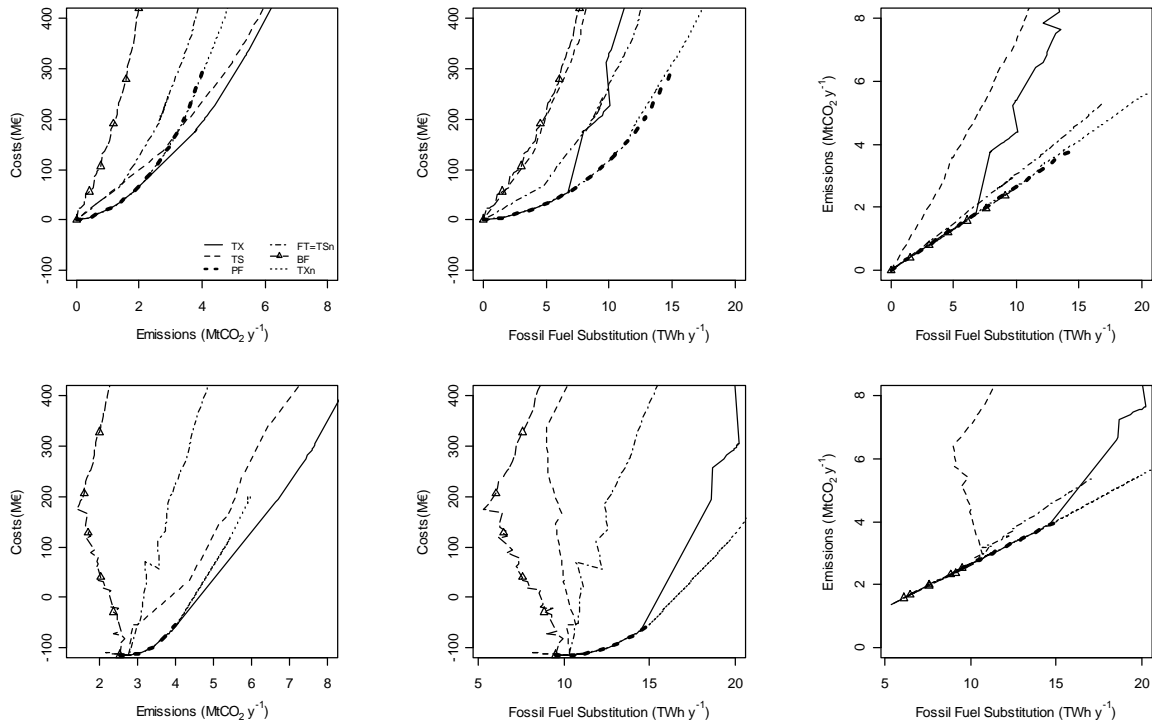 400
300
200
100
0
-100
Costs (M€)
TX
TS
PF
FT=TSn
BF
TXn
0 2 4 6 8
Emissions (MtCO₂ y⁻¹)
400
300
200
100
0
-100
Costs (M€)
0 5 10 15 20
Fossil Fuel Substitution (TWh y⁻¹)
8
6
4
2
0
Emissions (MtCO₂ y⁻¹)
0 5 10 15 20
Fossil Fuel Substitution (TWh y⁻¹)
400
300
200
100
0
-100
Costs (M€)
2 3 4 5 6 7 8
Emissions (MtCO₂ y⁻¹)
400
300
200
100
0
-100
Costs (M€)
5 10 15 20
Fossil Fuel Substitution (TWh y⁻¹)
8
6
4
2
0
Emissions (MtCO₂ y⁻¹)
5 10 15 20
Fossil Fuel Substitution (TWh y⁻¹)